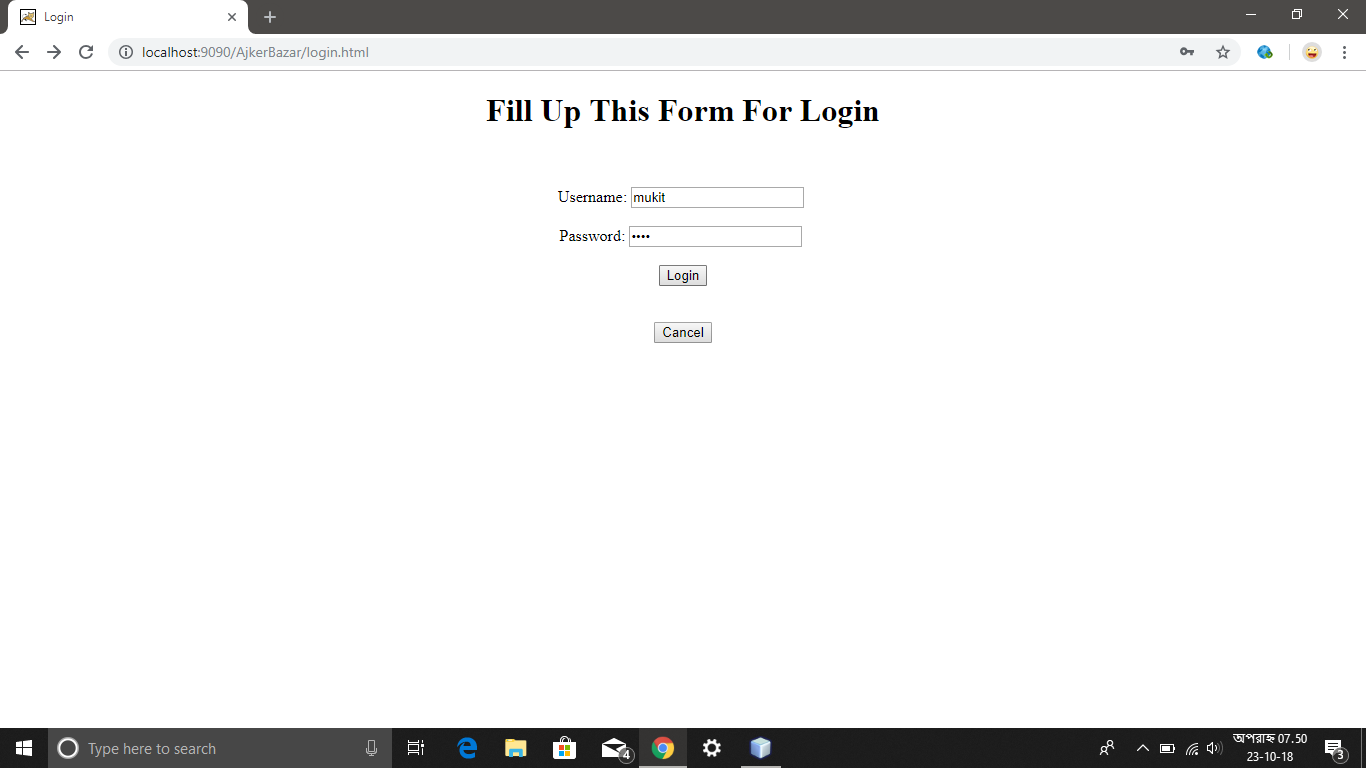 Login
localhost:9090/AjkerBazar/login.html
Fill Up This Form For Login
Username: mukit
Password: ••••
Login
Cancel
Type here to search
4
অপরাহ্ন 07.50
23-10-18
3